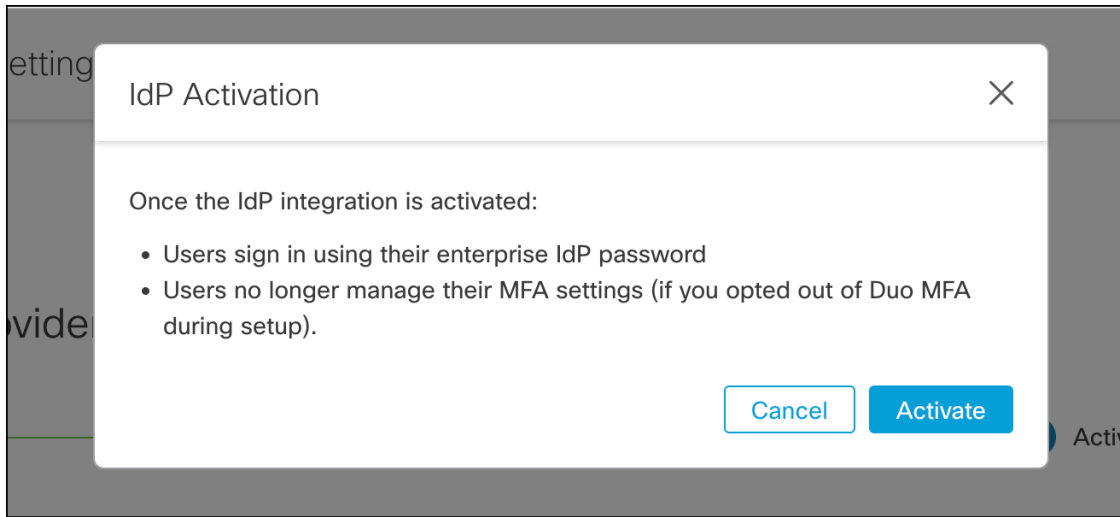 etting
IdP Activation
Once the IdP integration is activated:
• Users sign in using their enterprise IdP password
• Users no longer manage their MFA settings (if you opted out of Duo MFA
during setup).
ovider
Cancel Activate
Activ